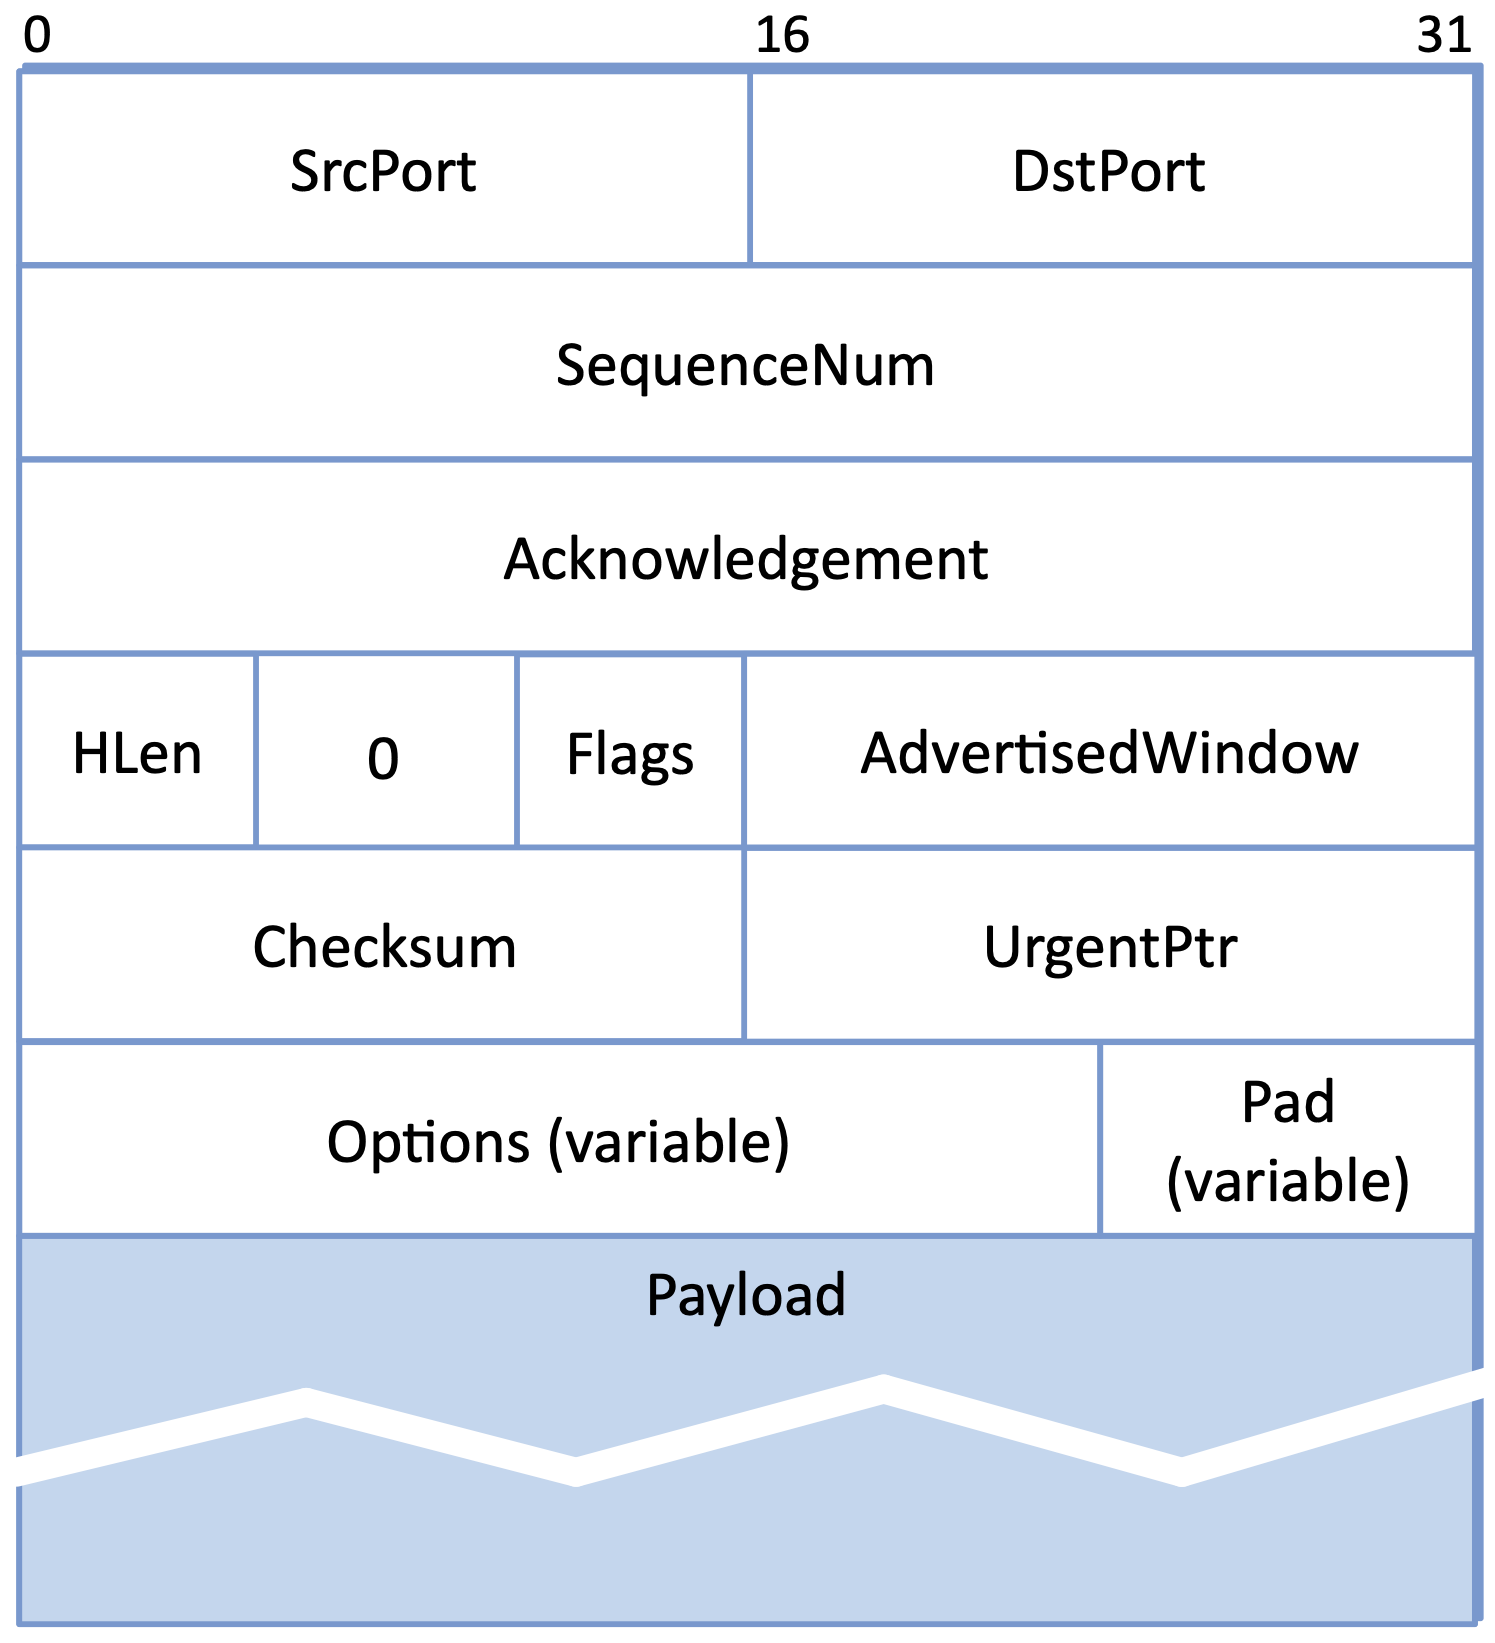 0 16 31
SrcPort DstPort
SequenceNum
Acknowledgement
HLen 0 Flags AdvertisedWindow
Checksum UrgentPtr
Options (variable) Pad
(variable)
Payload